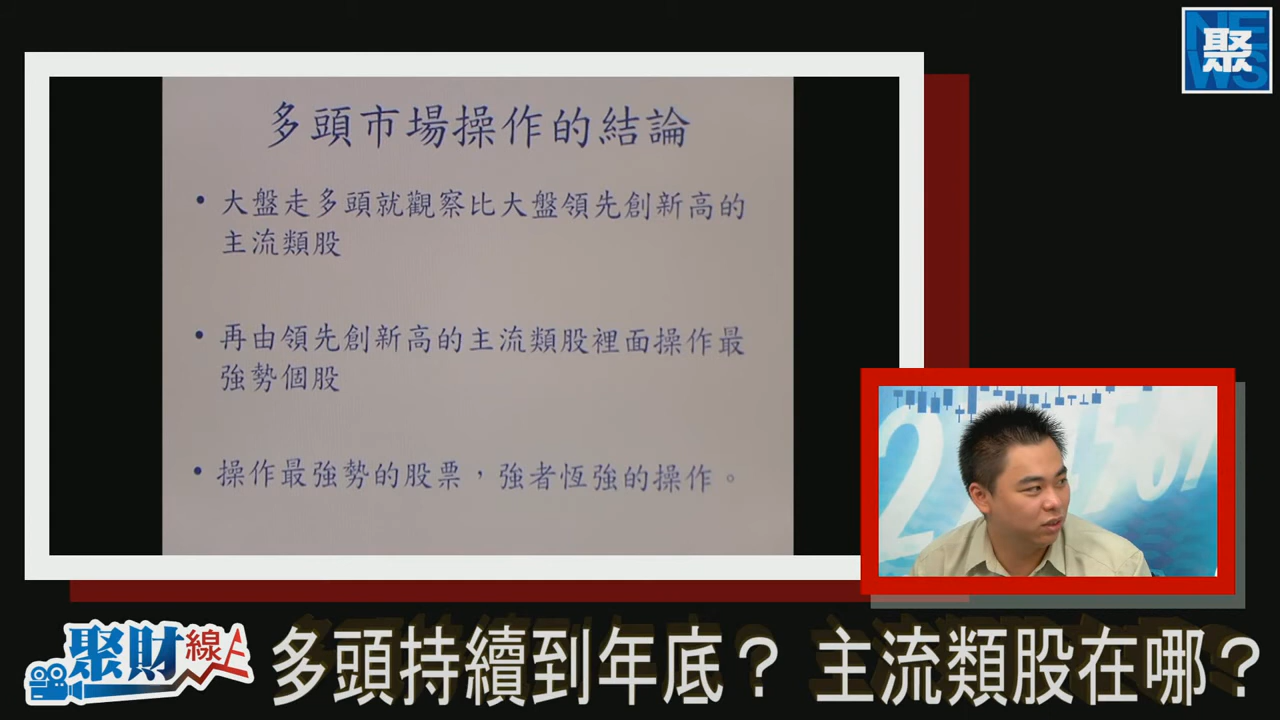 NEWS
聚
多頭市場操作的結論
• 大盤走多頭就觀察比大盤領先創新高的
主流類股
• 再由領先創新高的主流類股裡面操作最
強勢個股
• 操作最強勢的股票，強者恆強的操作。
聚財線上
多頭持續到年底？ 主流類股在哪？